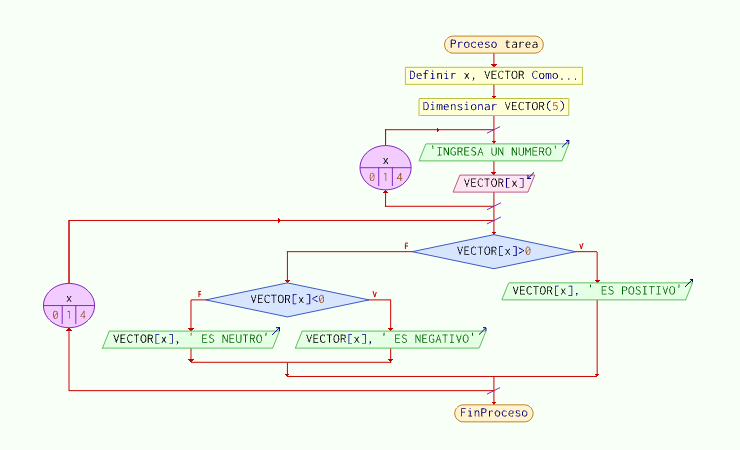 Proceso tarea
Definir x, VECTOR Como...
Dimensionar VECTOR(5)
'INGRESA UN NUMERO'
x
0 1 4
VECTOR[x]
VECTOR[x]>0
F
V
VECTOR[x], ' ES POSITIVO'
x
0 1 4
VECTOR[x]<0
F
V
VECTOR[x], ' ES NEUTRO'
VECTOR[x], ' ES NEGATIVO'
FinProceso